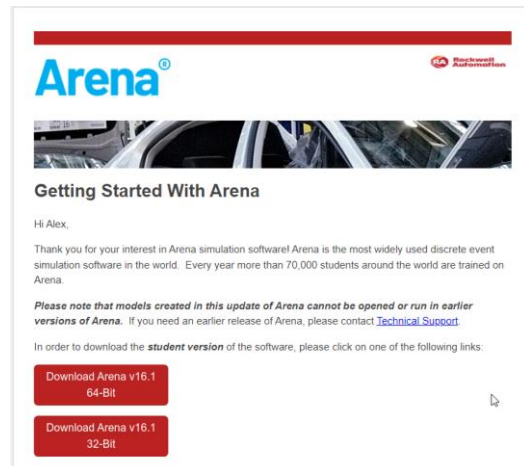 Arena®
RA Rockwell
Automation
Getting Started With Arena
Hi Alex,
Thank you for your interest in Arena simulation software! Arena is the most widely used discrete event
simulation software in the world. Every year more than 70,000 students around the world are trained on
Arena.
Please note that models created in this update of Arena cannot be opened or run in earlier
versions of Arena. If you need an earlier release of Arena, please contact Technical Support.
In order to download the student version of the software, please click on one of the following links:
Download Arena v16.1
64-Bit
Download Arena v16.1
32-Bit